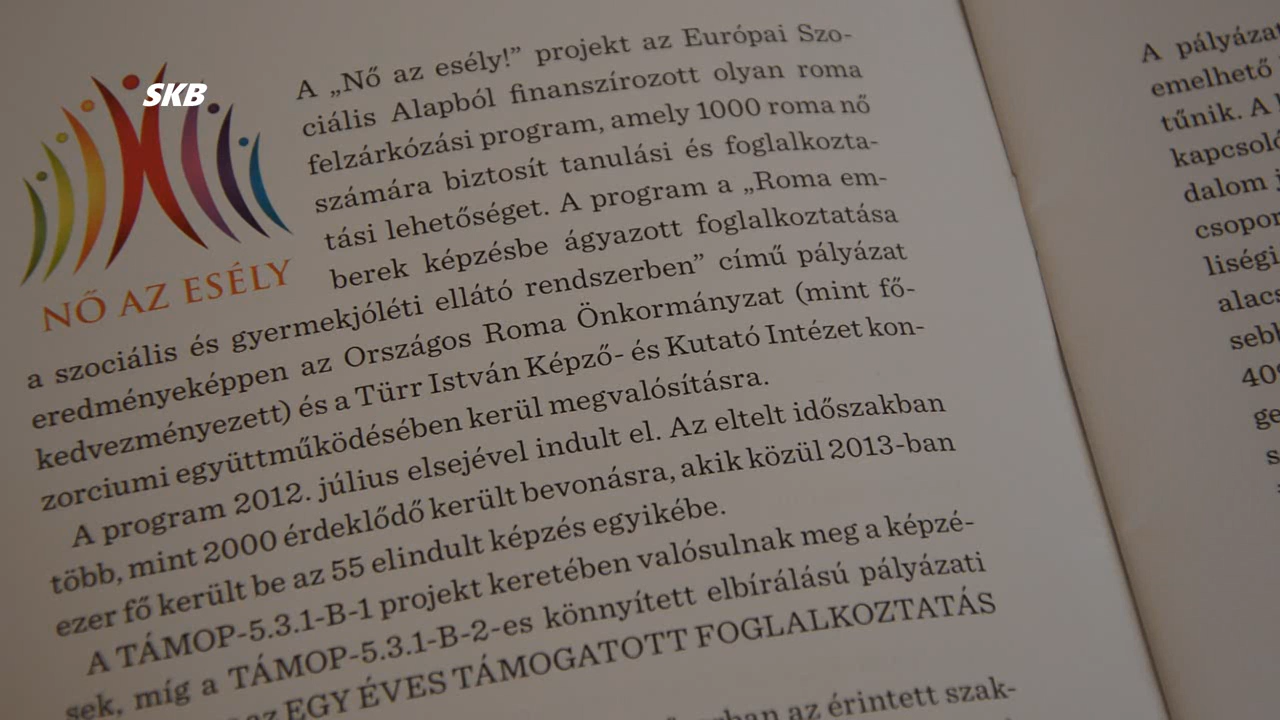 SKB
NŐ AZ ESÉLY
A „Nő az esély!” projekt az Európai Szo-
ciális Alapból finanszírozott olyan roma
felzárkózási program, amely 1000 roma nő
számára biztosít tanulási és foglalkozta-
tási lehetőséget. A program a „Roma em-
berek képzésbe ágyazott foglalkoztatása
a szociális és gyermekjóléti ellátó rendszerben” című pályázat
eredményeképpen az Országos Roma Önkormányzat (mint fő-
kedvezményezett) és a Türr István Képző- és Kutató Intézet kon-
zorciumi együttműködésében kerül megvalósításra.
A program 2012. július elsejével indult el. Az eltelt időszakban
több, mint 2000 érdeklődő került bevonásra, akik közül 2013-ban
ezer fő került be az 55 elindult képzés egyikébe.
A TÁMOP-5.3.1-B-1 projekt keretében valósulnak meg a képzé-
sek, míg a TÁMOP-5.3.1-B-2-es könnyített elbírálású pályázati
az EGY ÉVES TÁMOGATOTT FOGLALKOZTATÁS
az érintett szak-
A pályázat
emelhető
tűnik. A
kapcsoló
dalom
csopor
liségi
alacs
sebb
40%
ge